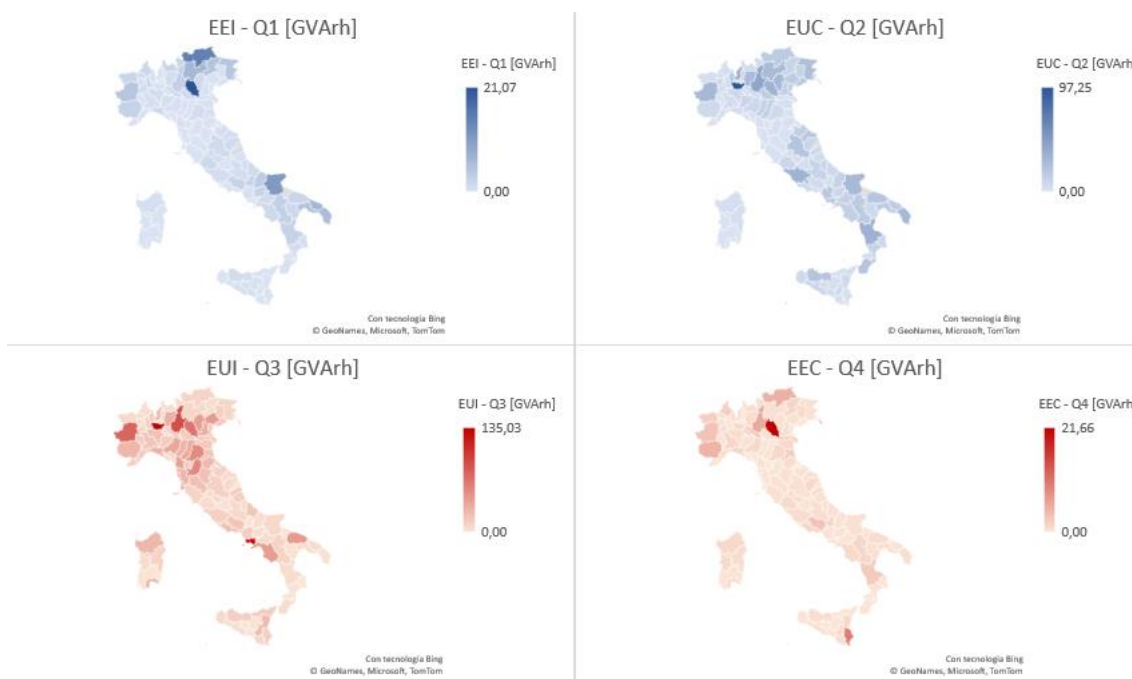 EEI - Q1 [GVArh]
EEI - Q1 [GVArh]
21,07
0,00
Con tecnologia Bing
© GeoNames, Microsoft, TomTom
EUC - Q2 [GVArh]
EUC - Q2 [GVArh]
97,25
0,00
Con tecnologia Bing
© GeoNames, Microsoft, TomTom
EUI - Q3 [GVArh]
EUI - Q3 [GVArh]
135,03
0,00
Con tecnologia Bing
© GeoNames, Microsoft, TomTom
EEC - Q4 [GVArh]
EEC - Q4 [GVArh]
21,66
0,00
Con tecnologia Bing
© GeoNames, Microsoft, TomTom